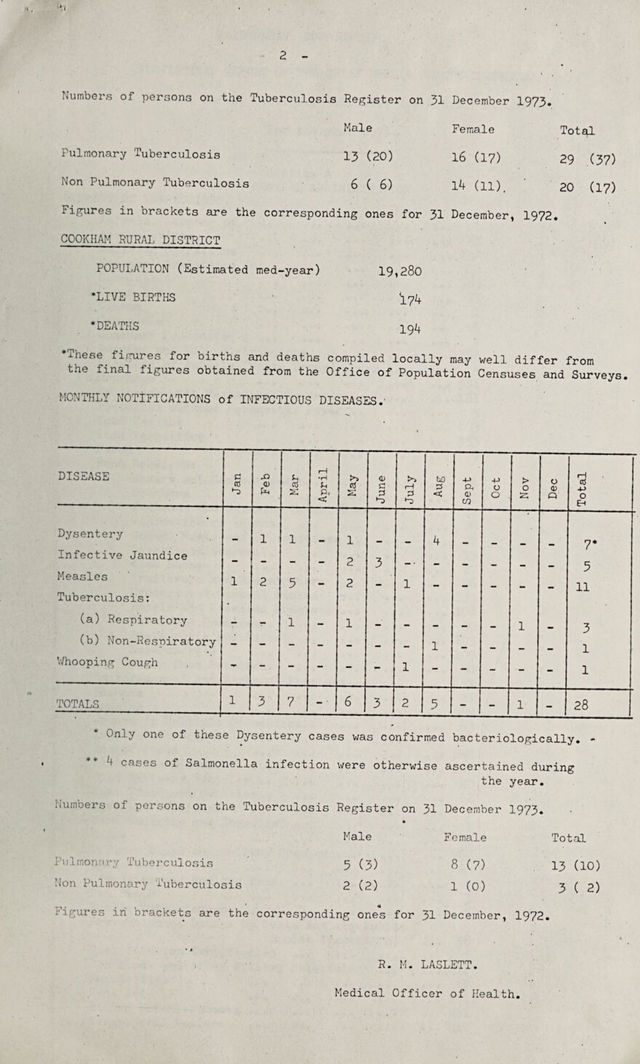 2 -
Numbers of persons on the Tuberculosis Register on 31 December 1973.
Male Female Total
Pulmonary Tuberculosis 13 (20) 16 (17) 29 (37)
Non Pulmonary Tuberculosis 6 ( 6) 14 (11). 20 (17)
Figures in brackets are the corresponding ones for 31 December, 1972.
COOKHAM RURAL DISTRICT
POPULATION (Estimated med-year) 19,280
*LIVE BIRTHS 174
*DEATHS 194
*These figures for births and deaths compiled locally may well differ from
the final figures obtained from the Office of Population Censuses and Surveys.
MONTHLY NOTIFICATIONS of INFECTIOUS DISEASES.
DISEASE Jan Feb Mar April May June July Aug Sept Oct Nov Dec Total
Dysentery - 1 1 - 1 - - 4 - - - - 7*
Infective Jaundice - - - - 2 3 - - - - - - 5
Measles 1 2 5 - 2 - 1 - - - - - 11
Tuberculosis:
(a) Respiratory - - 1 - 1 - - - - - 1 - 3
(b) Non-Respiratory - - - - - - - 1 - - - - 1
Whooping Cough - - - - - - 1 - - - - - 1
TOTALS 1 3 7 - 6 3 2 5 - - 1 - 28
* Only one of these Dysentery cases was confirmed bacteriologically. -
** 4 cases of Salmonella infection were otherwise ascertained during
the year.
Numbers of persons on the Tuberculosis Register on 31 December 1973.
Male Female Total
Pulmonary Tuberculosis 5 (3) 8 (7) 13 (10)
Non Pulmonary Tuberculosis 2 (2) 1 (0) 3 ( 2)
Figures in brackets are the corresponding ones for 31 December, 1972.
R. M. LASLETT.
Medical Officer of Health.